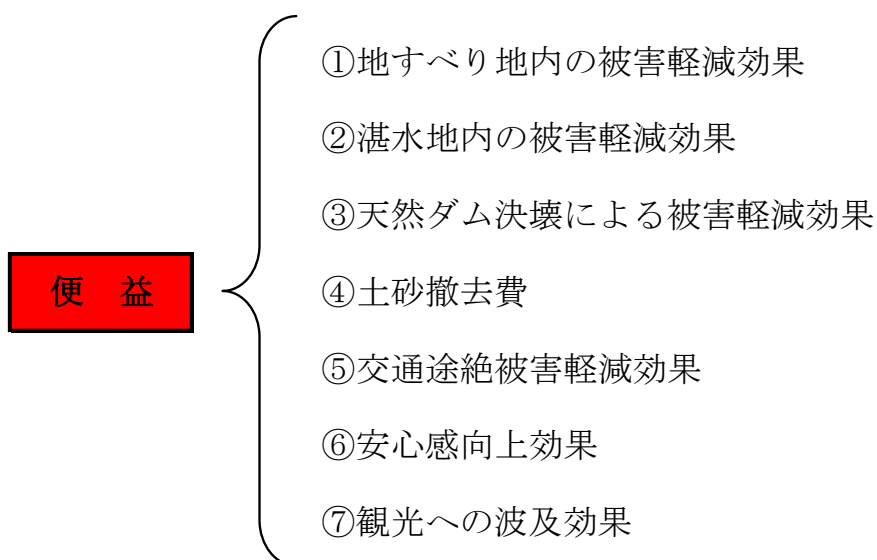 ①地すべり地内の被害軽減効果
②湛水地内の被害軽減効果
③天然ダム決壊による被害軽減効果
便 益
④土砂撤去費
⑤交通途絶被害軽減効果
⑥安心感向上効果
⑦観光への波及効果